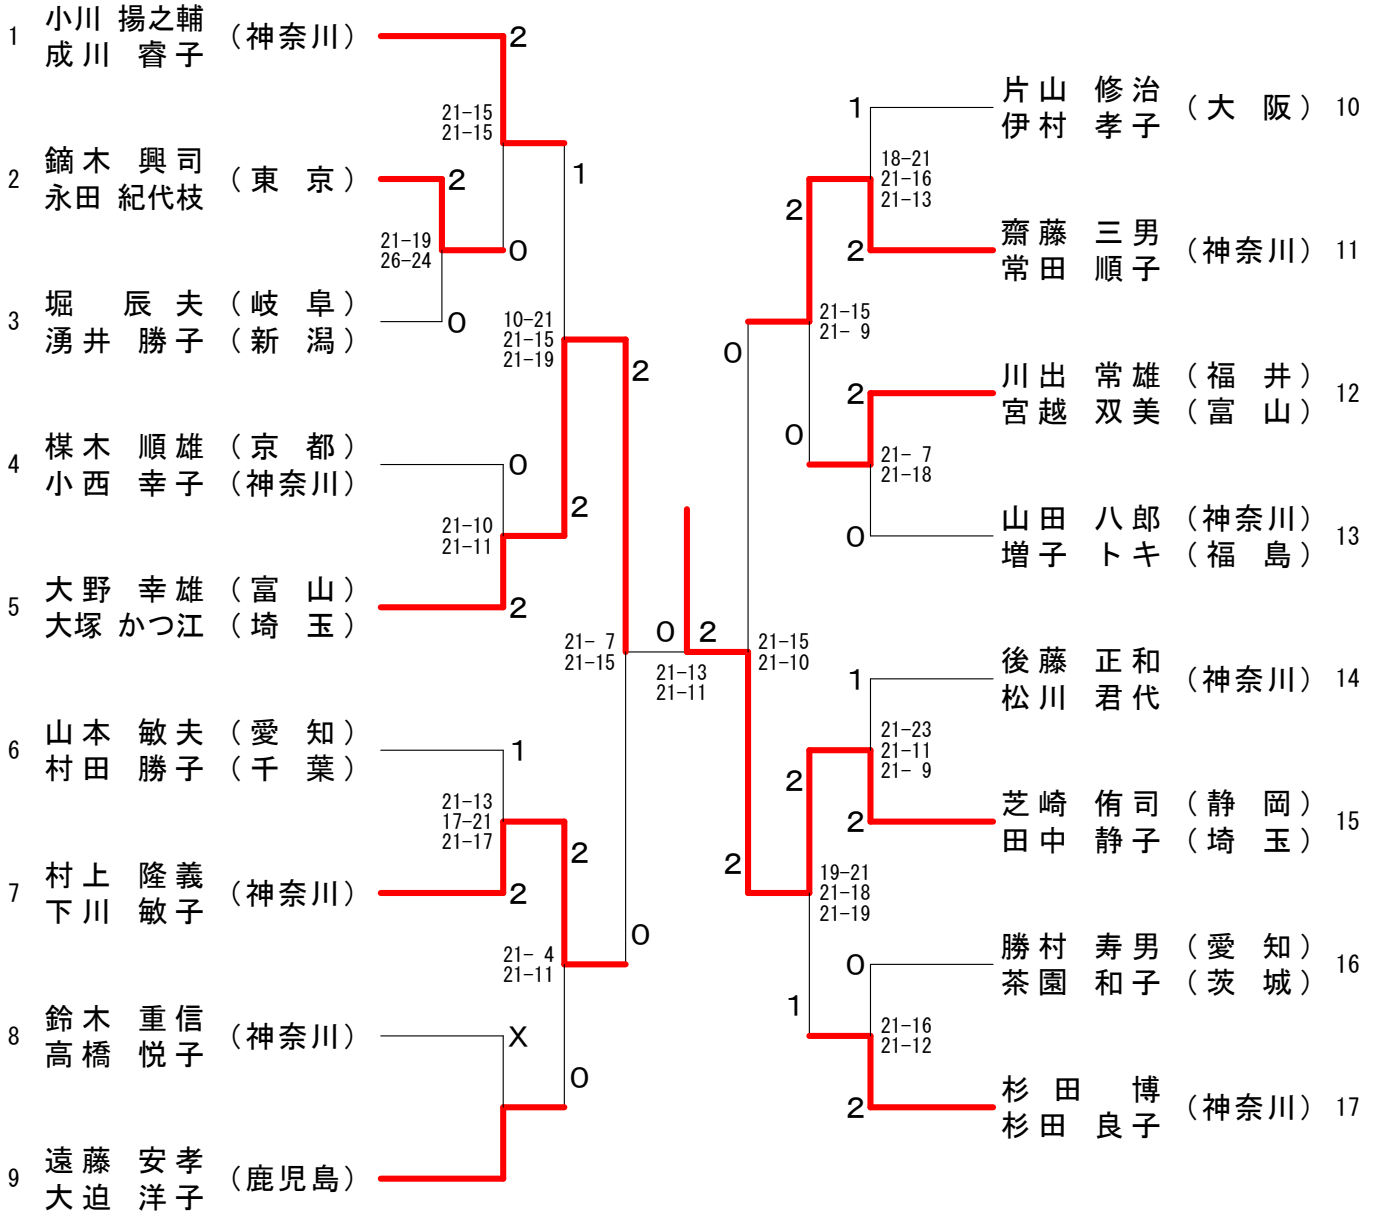 1 小川 揚之輔 (神奈川)
成川 睿子
2
21-15
21-15
1
2 鏑木 興司 (東 京)
永田 紀代枝
2
21-19
26-24
0
3 堀 辰夫 (岐 阜)
湧井 勝子 (新 潟)
0
10-21
21-15
21-19
2
4 楳木 順雄 (京 都)
小西 幸子 (神奈川)
0
21-10
21-11
2
5 大野 幸雄 (富 山)
大塚 かつ江 (埼 玉)
2
21- 7
21-15
0 2
21-13
21-11
6 山本 敏夫 (愛 知)
村田 勝子 (千 葉)
1
21-13
17-21
21-17
2
7 村上 隆義 (神奈川)
下川 敏子
2
21- 4
21-11
0
8 鈴木 重信 (神奈川)
高橋 悦子
X
0
9 遠藤 安孝 (鹿児島)
大迫 洋子
1
片山 修治 (大 阪) 10
伊村 孝子
18-21
21-16
21-13
2
2
齋藤 三男 (神奈川) 11
常田 順子
21-15
21- 9
0
2
川出 常雄 (福 井) 12
宮越 双美 (富 山)
0
21- 7
21-18
0
山田 八郎 (神奈川) 13
増子 トキ (福 島)
21-15
21-10
1
後藤 正和 (神奈川) 14
松川 君代
21-23
21-11
21- 9
2
2
芝崎 侑司 (静 岡) 15
田中 静子 (埼 玉)
2
19-21
21-18
21-19
0
勝村 寿男 (愛 知) 16
茶園 和子 (茨 城)
1
21-16
21-12
2
杉田 博 (神奈川) 17
杉田 良子